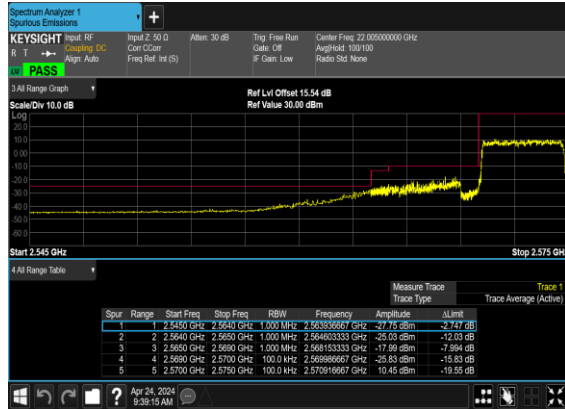 Spectrum Analyzer 1
Spurious Emissions
+
KEYSIGHT
R T
Input: RF
Coupling: DC
Align: Auto
Input Z: 50 Ω
Corr CCorr
Freq Ref: Int (S)
Atten: 30 dB
Trig: Free Run
Gate: Off
IF Gain: Low
Center Freq: 22.005000000 GHz
Avg|Hold: 100/100
Radio Std: None
PASS
3 All Range Graph
Ref Lvl Offset 15.54 dB
Scale/Div 10.0 dB
Ref Value 30.00 dBm
Log
20.0
10.0
0.00
-10.0
-20.0
-30.0
-40.0
-50.0
-60.0
Start 2.545 GHz
Stop 2.575 GHz
4 All Range Table
Measure Trace Trace 1
Trace Type Trace Average (Active)
Spur Range Start Freq Stop Freq RBW Frequency Amplitude ΔLimit
1 1 2.5450 GHz 2.5640 GHz 1.000 MHz 2.563936667 GHz -27.75 dBm -2.747 dB
2 2 2.5640 GHz 2.5650 GHz 1.000 MHz 2.564603333 GHz -25.03 dBm -12.03 dB
3 3 2.5650 GHz 2.5690 GHz 1.000 MHz 2.568153333 GHz -17.99 dBm -7.994 dB
4 4 2.5690 GHz 2.5700 GHz 100.0 kHz 2.569986667 GHz -25.83 dBm -15.83 dB
5 5 2.5700 GHz 2.5750 GHz 100.0 kHz 2.570916667 GHz 10.45 dBm -19.55 dB
?
Apr 24, 2024
9:39:15 AM